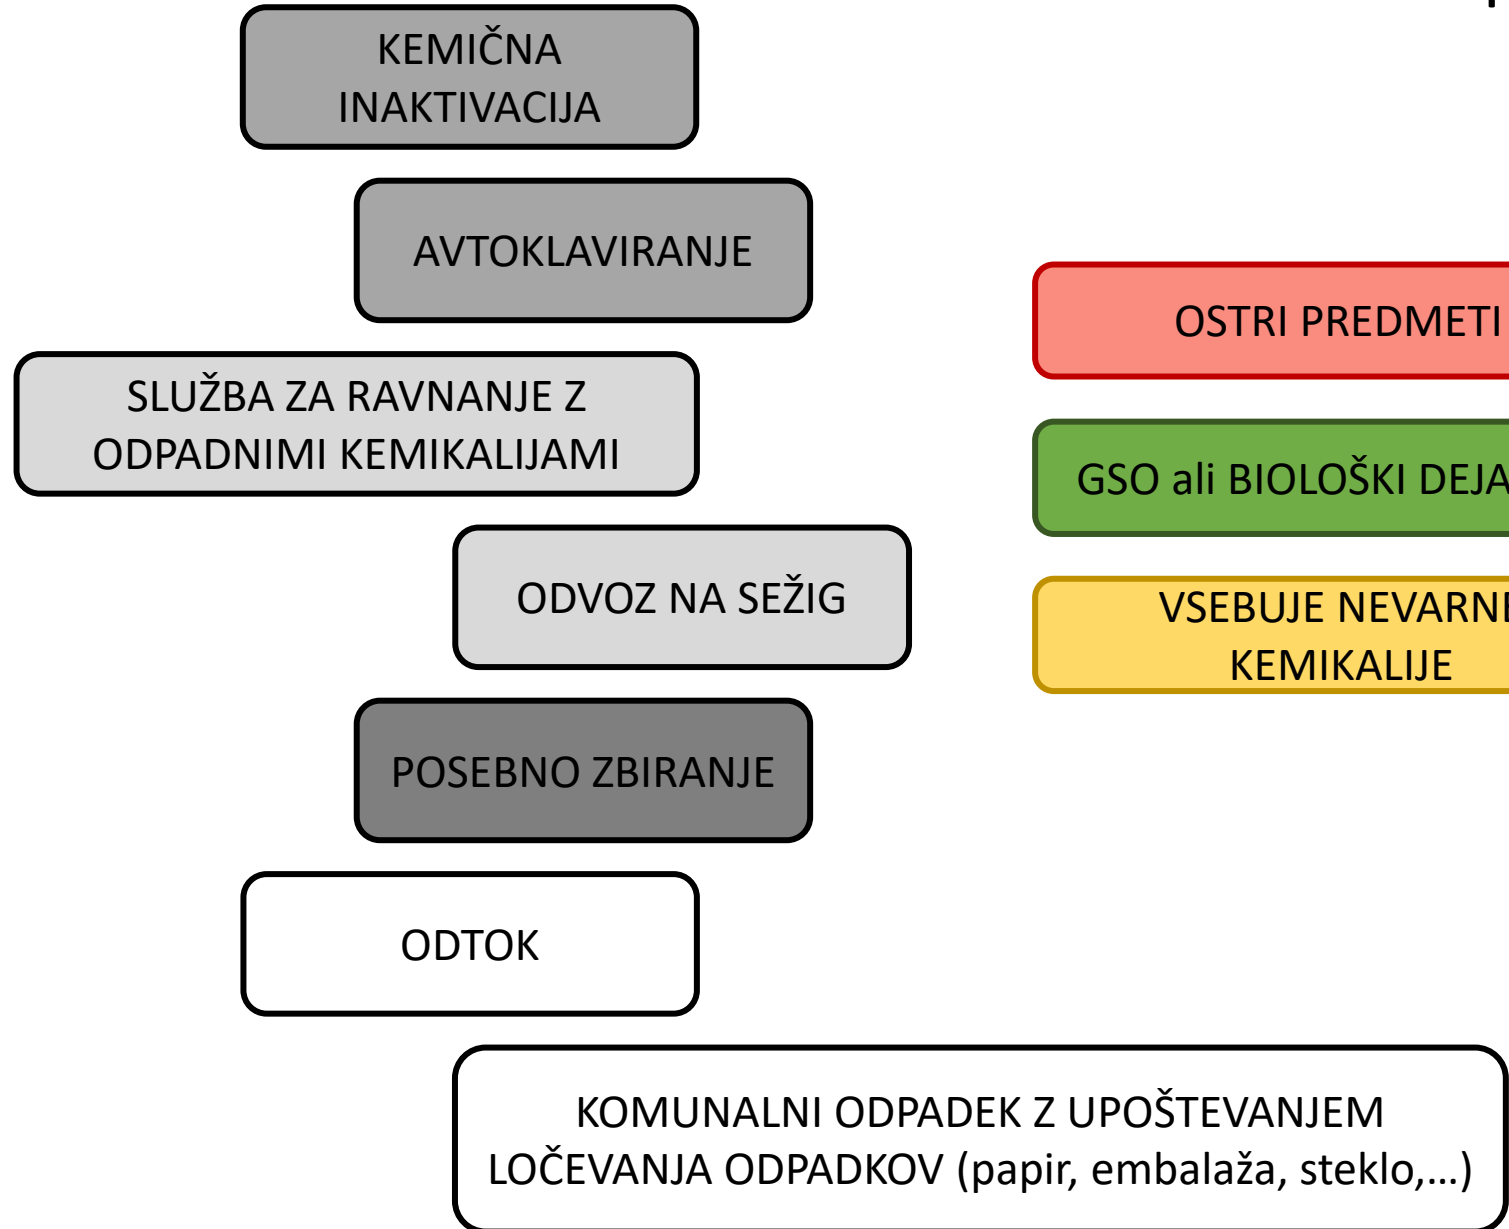 KEMIČNA
INAKTIVACIJA
AVTOKLAVIRANJE
OSTRI PREDMETI
SLUŽBA ZA RAVNANJE Z
ODPADNIMI KEMIKALIJAMI
GSO ali BIOLOŠKI
ODVOZ NA SEŽIG
VSEBUJE
KEMIKALIJE
POSEBNO ZBIRANJE
ODTOK
KOMUNALNI ODPADEK Z UPOŠTEVANJEM
LOČEVANJA ODPADKOV (papir, embalaža, steklo,...)